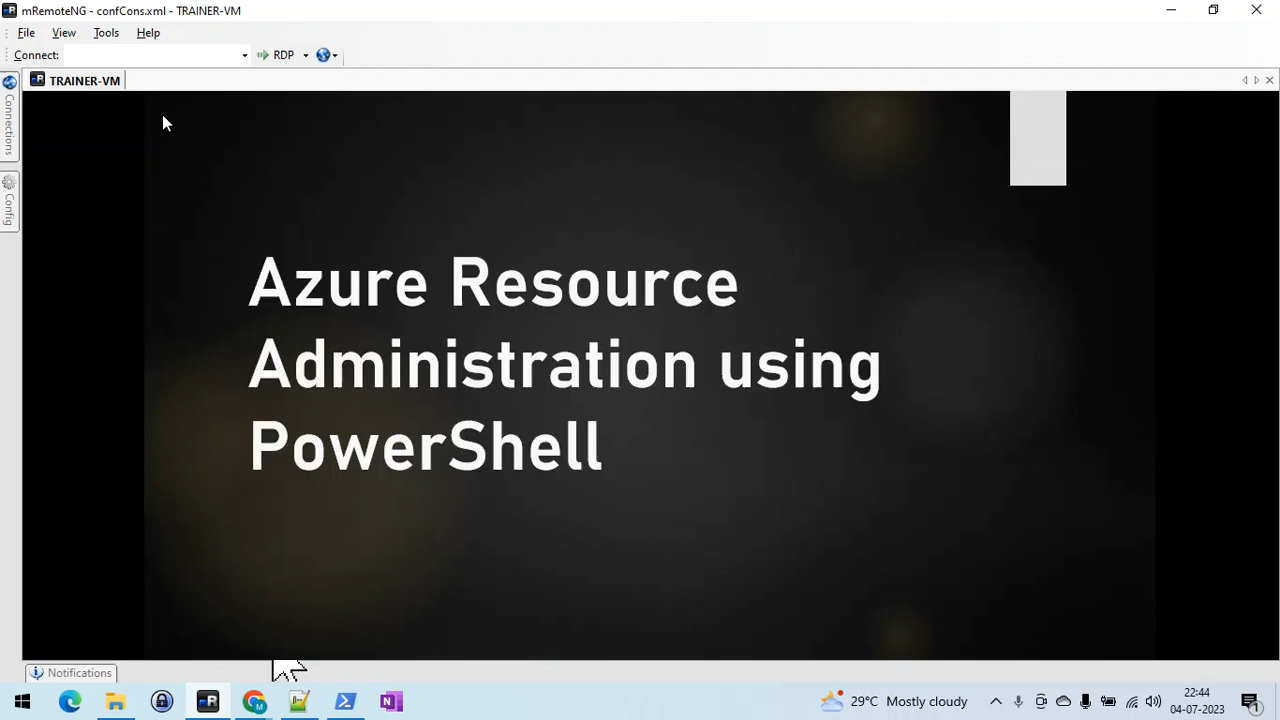 mRemoteNG - confCons.xml - TRAINER-VM
File View Tools Help
Connect: RDP
TRAINER-VM
Connections
Config
Azure Resource
Administration using
PowerShell
Notifications
29°C Mostly cloudy
22:44
04-07-2023